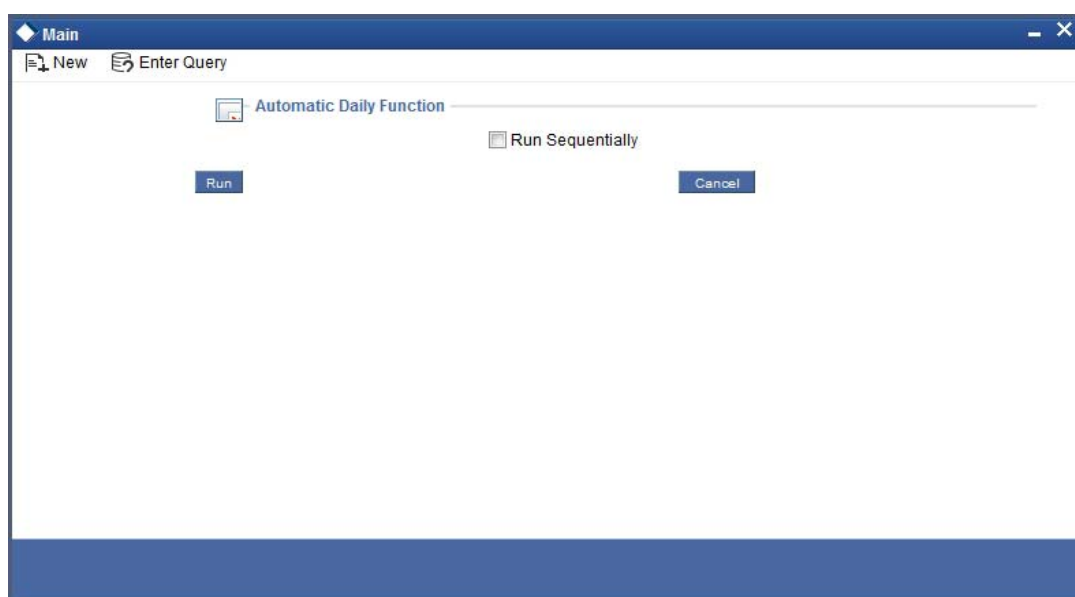 Main
New Enter Query
Automatic Daily Function
Run Sequentially
Run Cancel